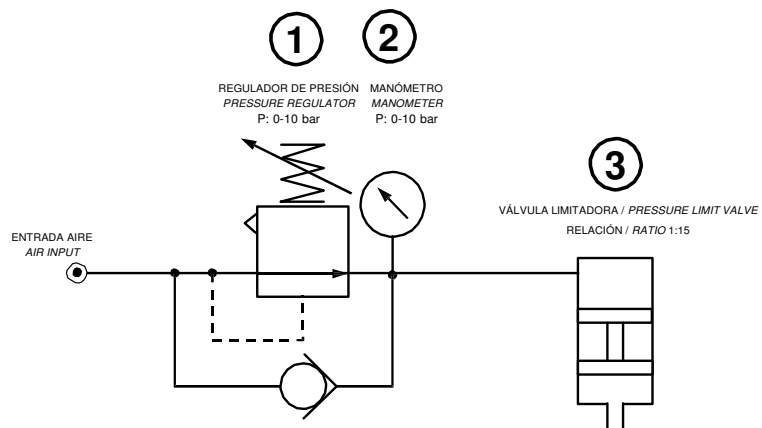 1
2
REGULADOR DE PRESIÓN
PRESSURE REGULATOR
P: 0-10 bar
MANÓMETRO
MANOMETER
P: 0-10 bar
3
VÁLVULA LIMITADORA / PRESSURE LIMIT VALVE
RELACIÓN / RATIO 1:15
ENTRADA AIRE
AIR INPUT